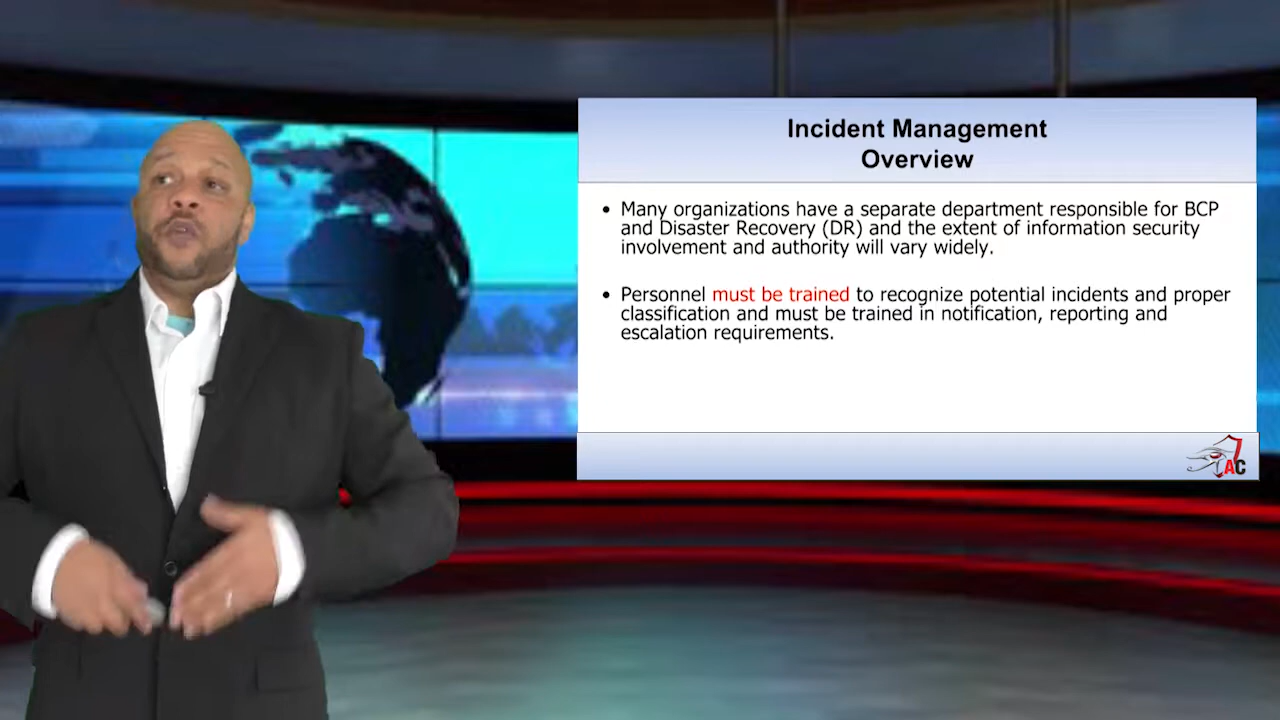 Incident Management
Overview
• Many organizations have a separate department responsible for BCP
and Disaster Recovery (DR) and the extent of information security
involvement and authority will vary widely.
• Personnel must be trained to recognize potential incidents and proper
classification and must be trained in notification, reporting and
escalation requirements.
AC